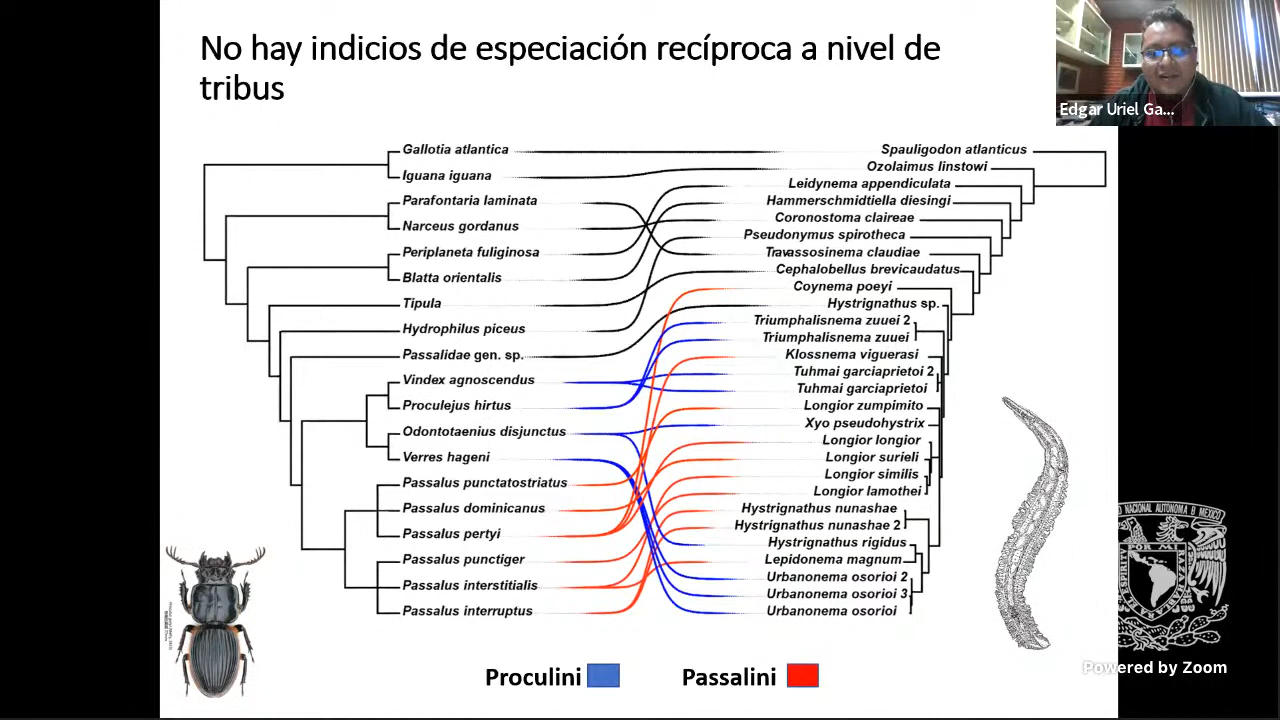 No hay indicios de especiación recíproca a nivel de
tribus
Edgar Uriel Ga...
Gallotia atlantica
Iguana iguana
Parafontaria laminata
Narceus gordanus
Periplaneta fuliginosa
Blatta orientalis
Tipula
Hydrophilus piceus
Passalidae gen. sp.
Vindex agnoscendus
Proculejus hirtus
Odontotaenius disjunctus
Verres hageni
Passalus punctatostriatus
Passalus dominicanus
Passalus pertyi
Passalus punctiger
Passalus interstitialis
Passalus interruptus
Spauligodon atlanticus
Ozolaimus linstowi
Leidynema appendiculata
Hammerschmidtiella diesingi
Coronostoma claireae
Pseudonymus spirotheca
Travassosinema claudiae
Cephalobellus brevicaudatus
Coynema poeyi
Hystrignathus sp.
Triumphalisnema zuuei 2
Triumphalisnema zuuei
Klossnema viguerasi
Tuhmai garciaprietoi 2
Tuhmai garciaprietoi
Longior zumpimito
Xyo pseudohystrix
Longior longior
Longior surieli
Longior similis
Longior lamothei
Hystrignathus nunashae
Hystrignathus nunashae 2
Hystrignathus rigidus
Lepidonema magnum
Urbanonema osorioi 2
Urbanonema osorioi 3
Urbanonema osorioi
Proculini
Passalini
NACIONAL AUTONOMA
MEXICO
ESPIRITU
Powered by Zoom